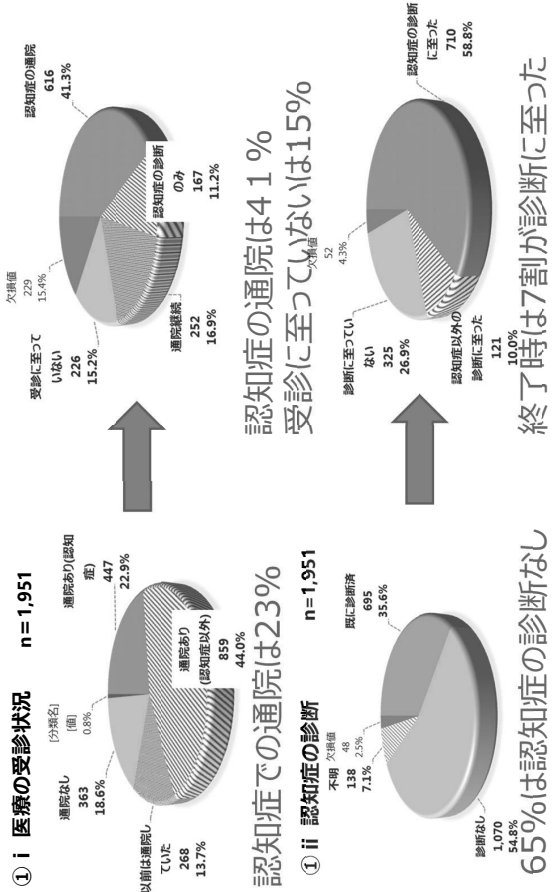 ① i 医療の受診状況 n=1,951
[分類名]
[値]
0.8%
通院あり(認知
症)
447
22.9%
通院あり
(認知症以外)
859
44.0%
以前は通院し
ていた
268
13.7%
通院なし
363
18.6%
認知症での通院は23%
欠損値
229
15.4%
認知症の通院
616
41.3%
認知症の診断
のみ
167
11.2%
通院継続
252
16.9%
受診に至って
いない
226
15.2%
認知症の通院は41%
受診に至っていないは15%
① ii 認知症の診断 n=1,951
欠損値
48
2.5%
既に診断済
695
35.6%
診断なし
1,070
54.8%
不明
138
7.1%
65%は認知症の診断なし
欠損値
52
4.3%
認知症の診断
に至った
710
58.8%
認知症以外の
診断に至った
121
10.0%
診断に至ってい
ない
325
26.9%
終了時は7割が診断に至った